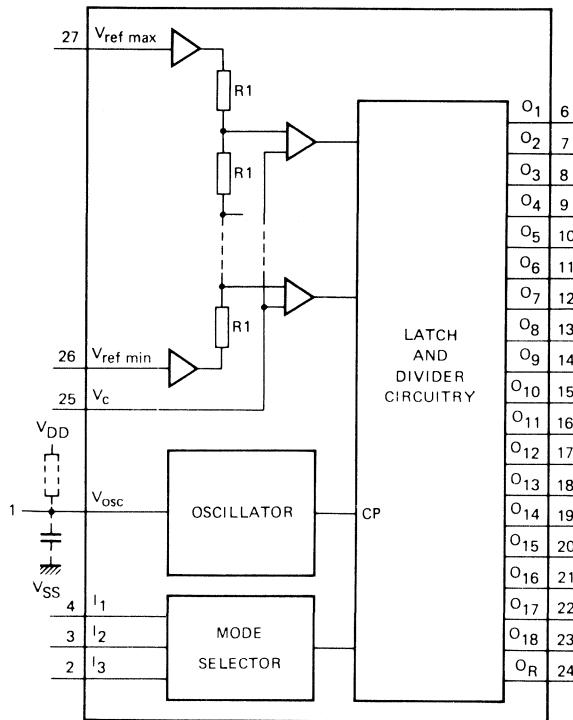 27 Vref max
R1
R1
R1
26 Vref min
25 VC
VDD
1 VOSC
VSS
OSCILLATOR
CP
4 I1
3 I2
2 I3
MODE
SELECTOR
LATCH
AND
DIVIDER
CIRCUITRY
O1 6
O2 7
O3 8
O4 9
O5 10
O6 11
O7 12
O8 13
O9 14
O10 15
O11 16
O12 17
O13 18
O14 19
O15 20
O16 21
O17 22
O18 23
OR 24